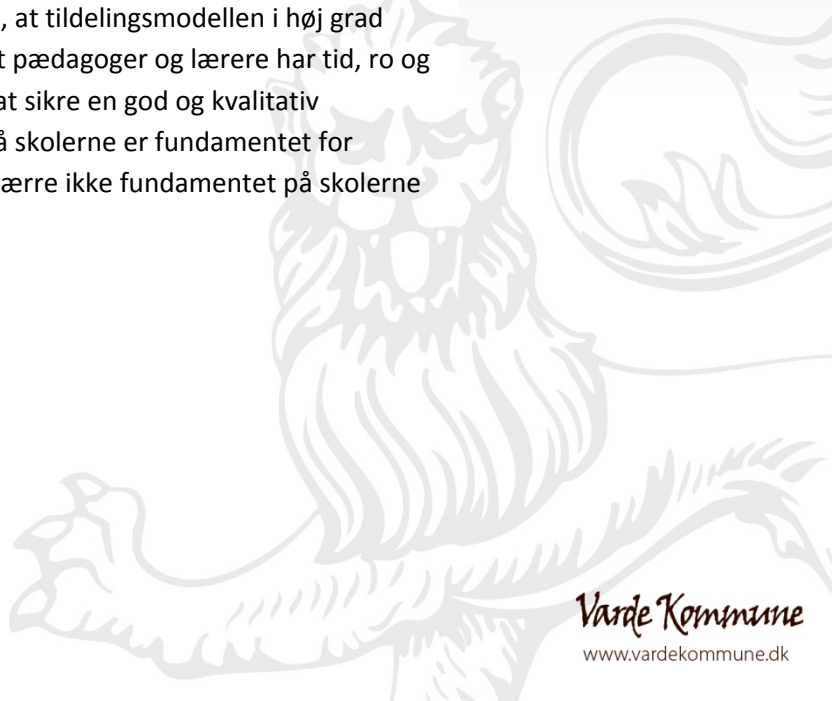 , at tildelingsmodellen i høj grad
t pædagoger og lærere har tid, ro og
at sikre en god og kvalitativ
å skolerne er fundamentet for
ærre ikke fundamentet på skolerne
Varde Kommune
www.vardekommune.dk